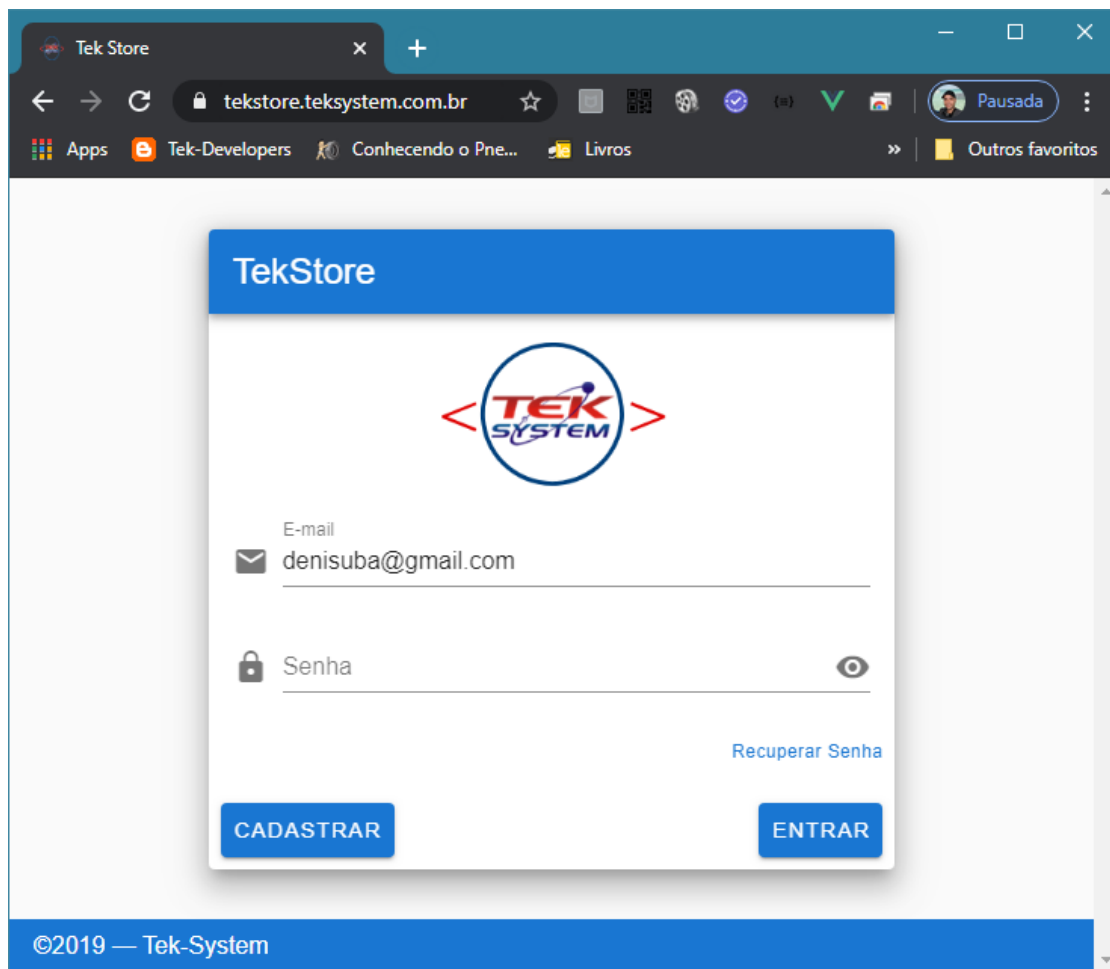 Tek Store
tekstore.teksystem.com.br
Pausada
Apps
Tek-Developers
Conhecendo o Pne...
Livros
»
Outros favoritos
TekStore
<TEK SYSTEM>
E-mail
denisuba@gmail.com
Senha
Recuperar Senha
CADASTRAR
ENTRAR
©2019 — Tek-System